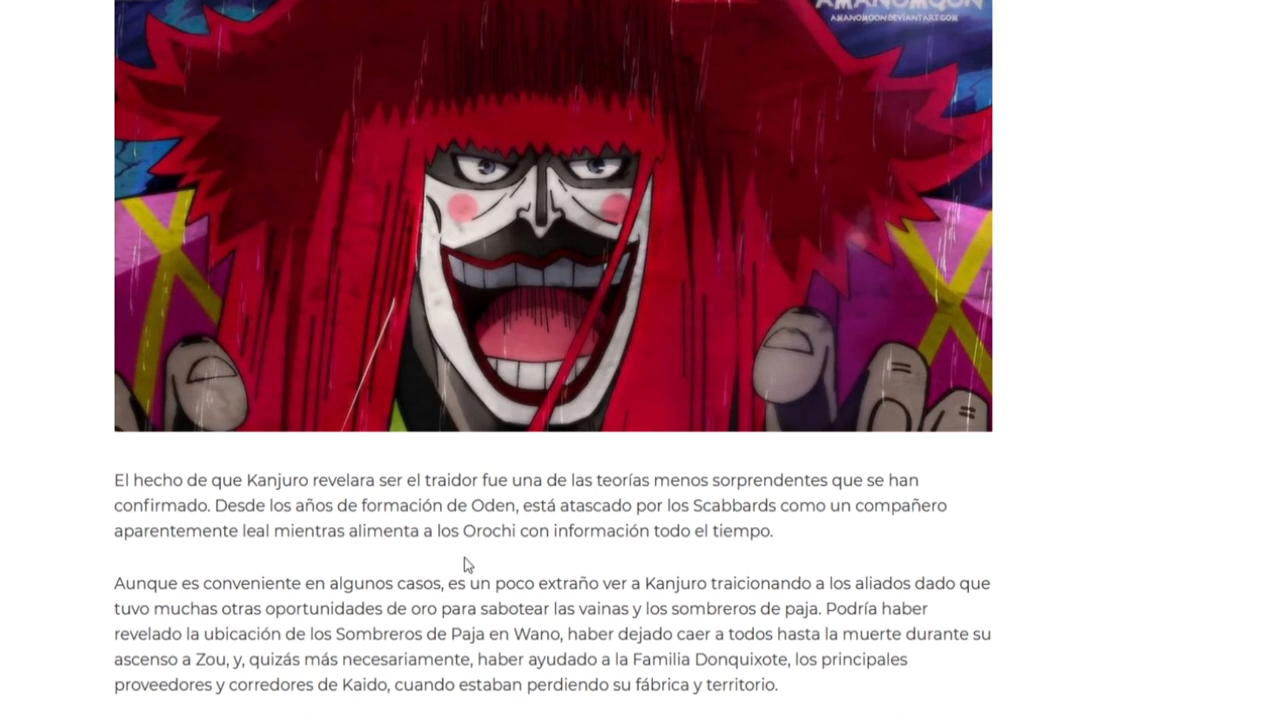 AMANOMOON
AMANOMOON.DEVIANTART.COM
El hecho de que Kanjuro revelara ser el traidor fue una de las teorías menos sorprendentes que se han
confirmado. Desde los años de formación de Oden, está atascado por los Scabbards como un compañero
aparentemente leal mientras alimenta a los Orochi con información todo el tiempo.
Aunque es conveniente en algunos casos, es un poco extraño ver a Kanjuro traicionando a los aliados dado que
tuvo muchas otras oportunidades de oro para sabotear las vainas y los sombreros de paja. Podría haber
revelado la ubicación de los Sombreros de Paja en Wano, haber dejado caer a todos hasta la muerte durante su
ascenso a Zou, y, quizás más necesariamente, haber ayudado a la Familia Donquixote, los principales
proveedores y corredores de Kaido, cuando estaban perdiendo su fábrica y territorio.